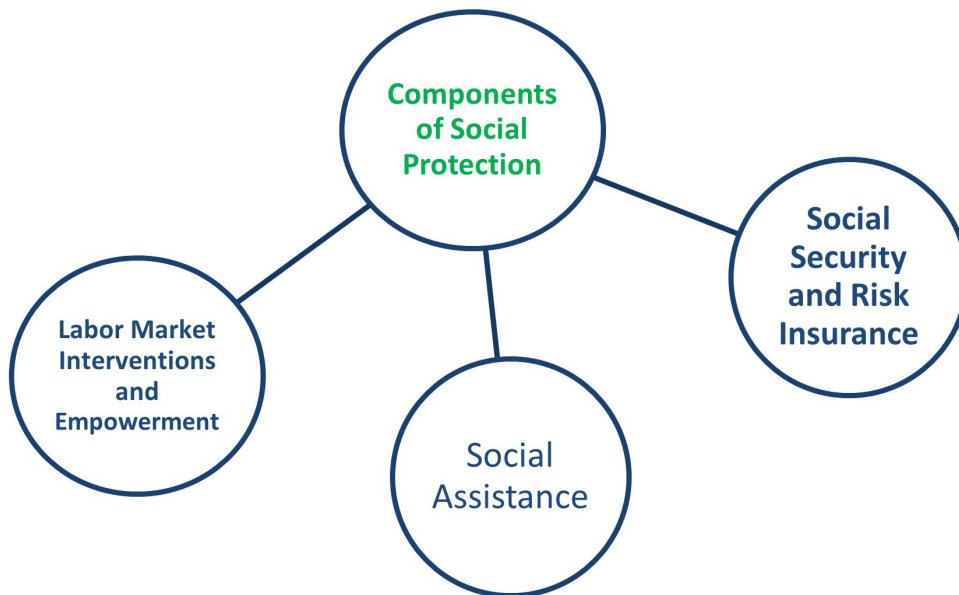 Components
of Social
Protection
Social
Security
and Risk
Insurance
Labor Market
Interventions
and
Empowerment
Social
Assistance